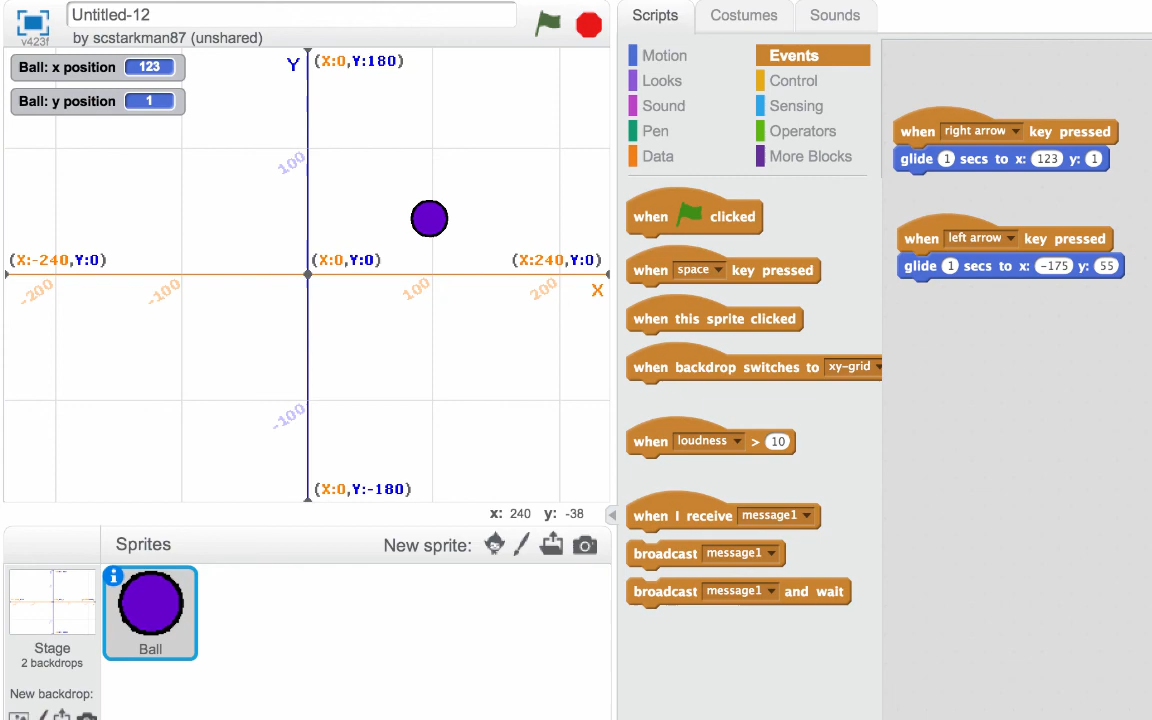 Untitled-12
by scstarkman87 (unshared)
v423f
Ball: x position 123
Ball: y position 1
Y
(X:0,Y:180)
100
(X:-240,Y:0)
(X:0,Y:0)
(X:240,Y:0)
-200
-100
100
200
X
-100
(X:0,Y:-180)
x: 240 y: -38
Sprites
New sprite:
Ball
Stage
2 backdrops
New backdrop:
Scripts
Costumes
Sounds
Motion
Events
Looks
Control
Sound
Sensing
Pen
Operators
Data
More Blocks
when clicked
when space key pressed
when this sprite clicked
when backdrop switches to xy-grid
when loudness > 10
when I receive message1
broadcast message1
broadcast message1 and wait
when right arrow key pressed
glide 1 secs to x: 123 y: 1
when left arrow key pressed
glide 1 secs to x: -175 y: 55